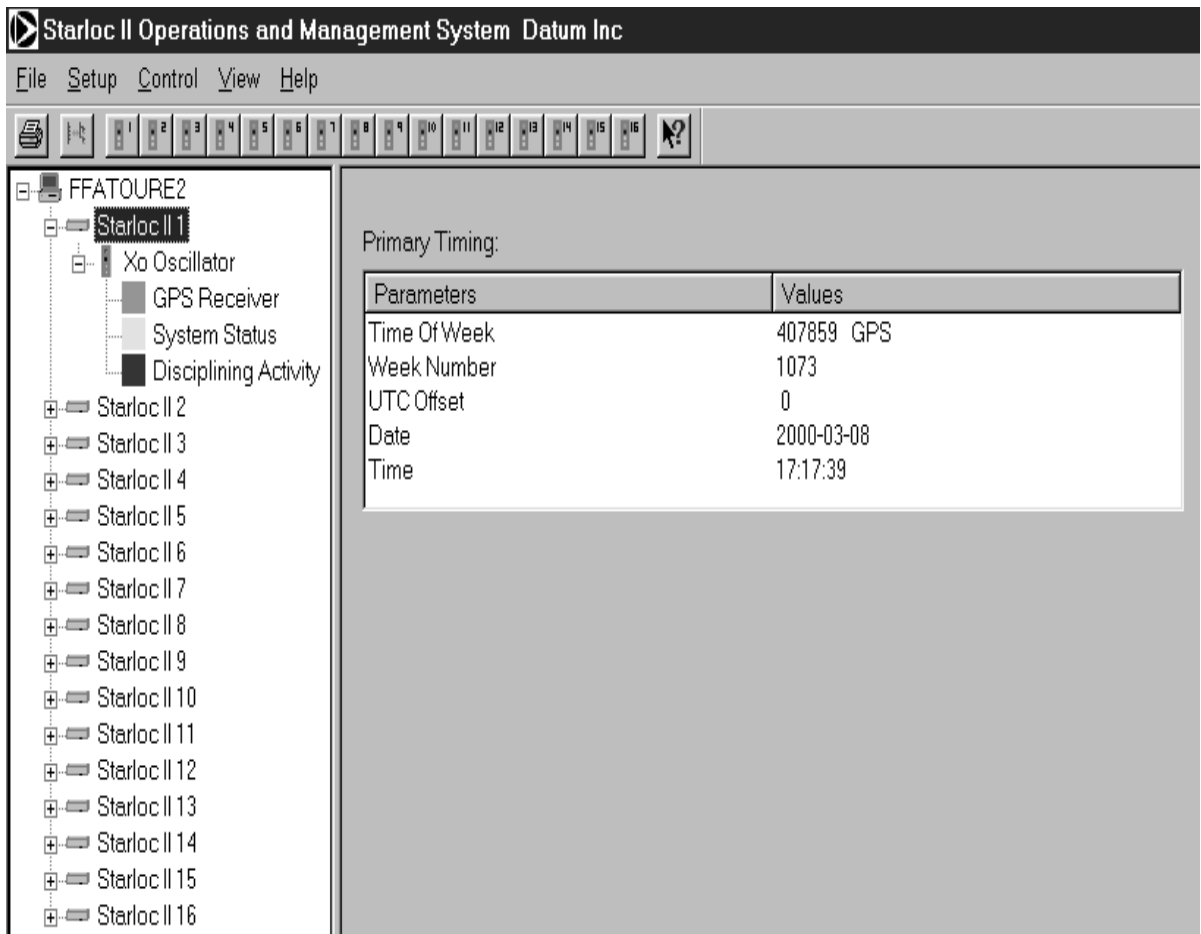 Starloc II Operations and Management System Datum Inc
File Setup Control View Help
1 2 3 4 5 6 7 8 9 10 11 12 13 14 15 16 ?
FFATOURE2
Starloc II 1
Xo Oscillator
GPS Receiver
System Status
Disciplining Activity
Starloc II 2
Starloc II 3
Starloc II 4
Starloc II 5
Starloc II 6
Starloc II 7
Starloc II 8
Starloc II 9
Starloc II 10
Starloc II 11
Starloc II 12
Starloc II 13
Starloc II 14
Starloc II 15
Starloc II 16
Primary Timing:
Parameters Values
Time Of Week 407859 GPS
Week Number 1073
UTC Offset 0
Date 2000-03-08
Time 17:17:39